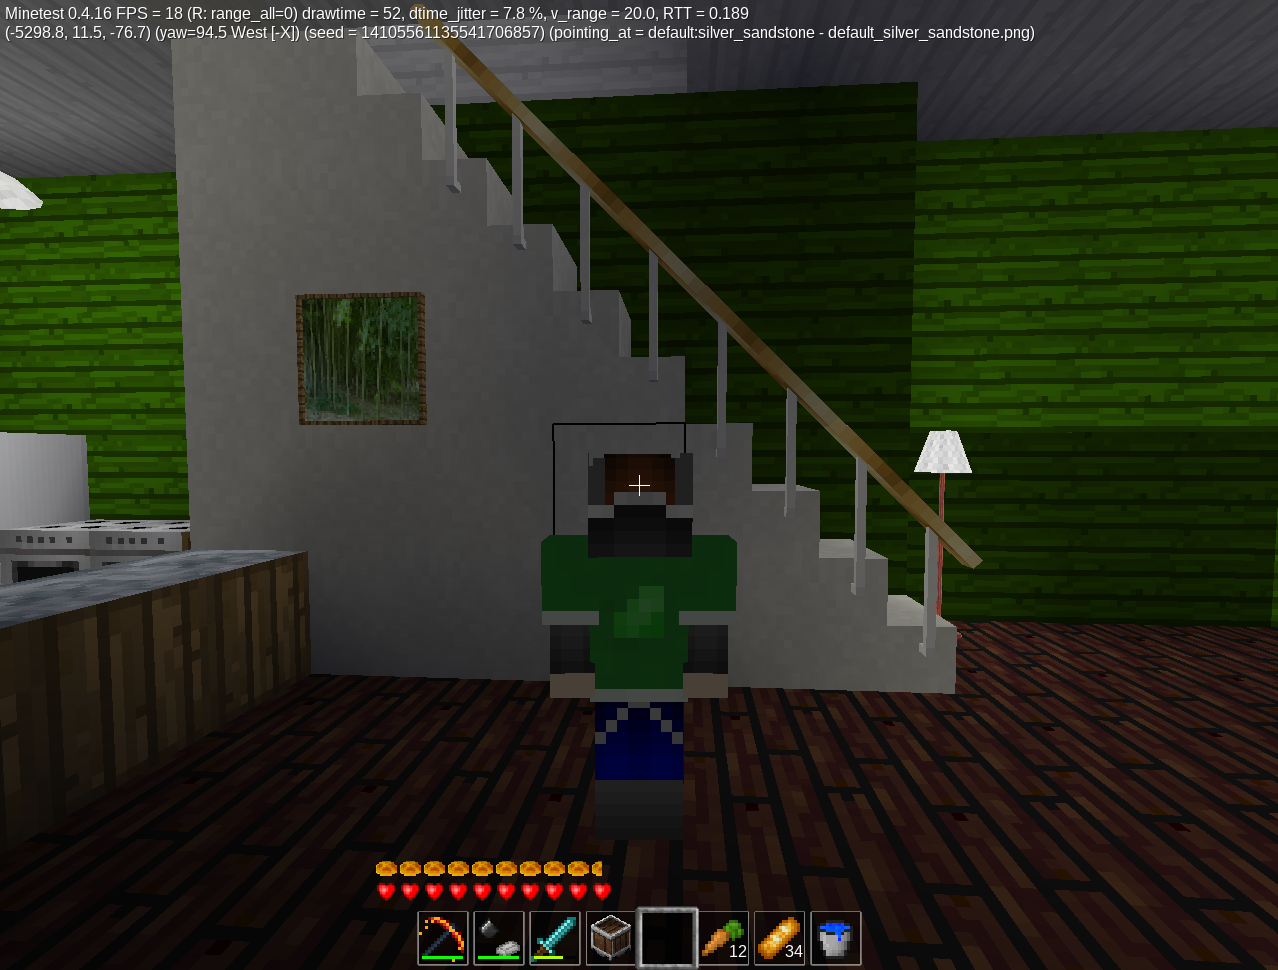 Minetest 0.4.16 FPS = 18 (R: range_all=0) drawtime = 52, dtime_jitter = 7.8 %, v_range = 20.0, RTT = 0.189
(-5298.8, 11.5, -76.7) (yaw=94.5 West [-X]) (seed = 14105561135541706857) (pointing_at = default:silver_sandstone - default_silver_sandstone.png)
12
34